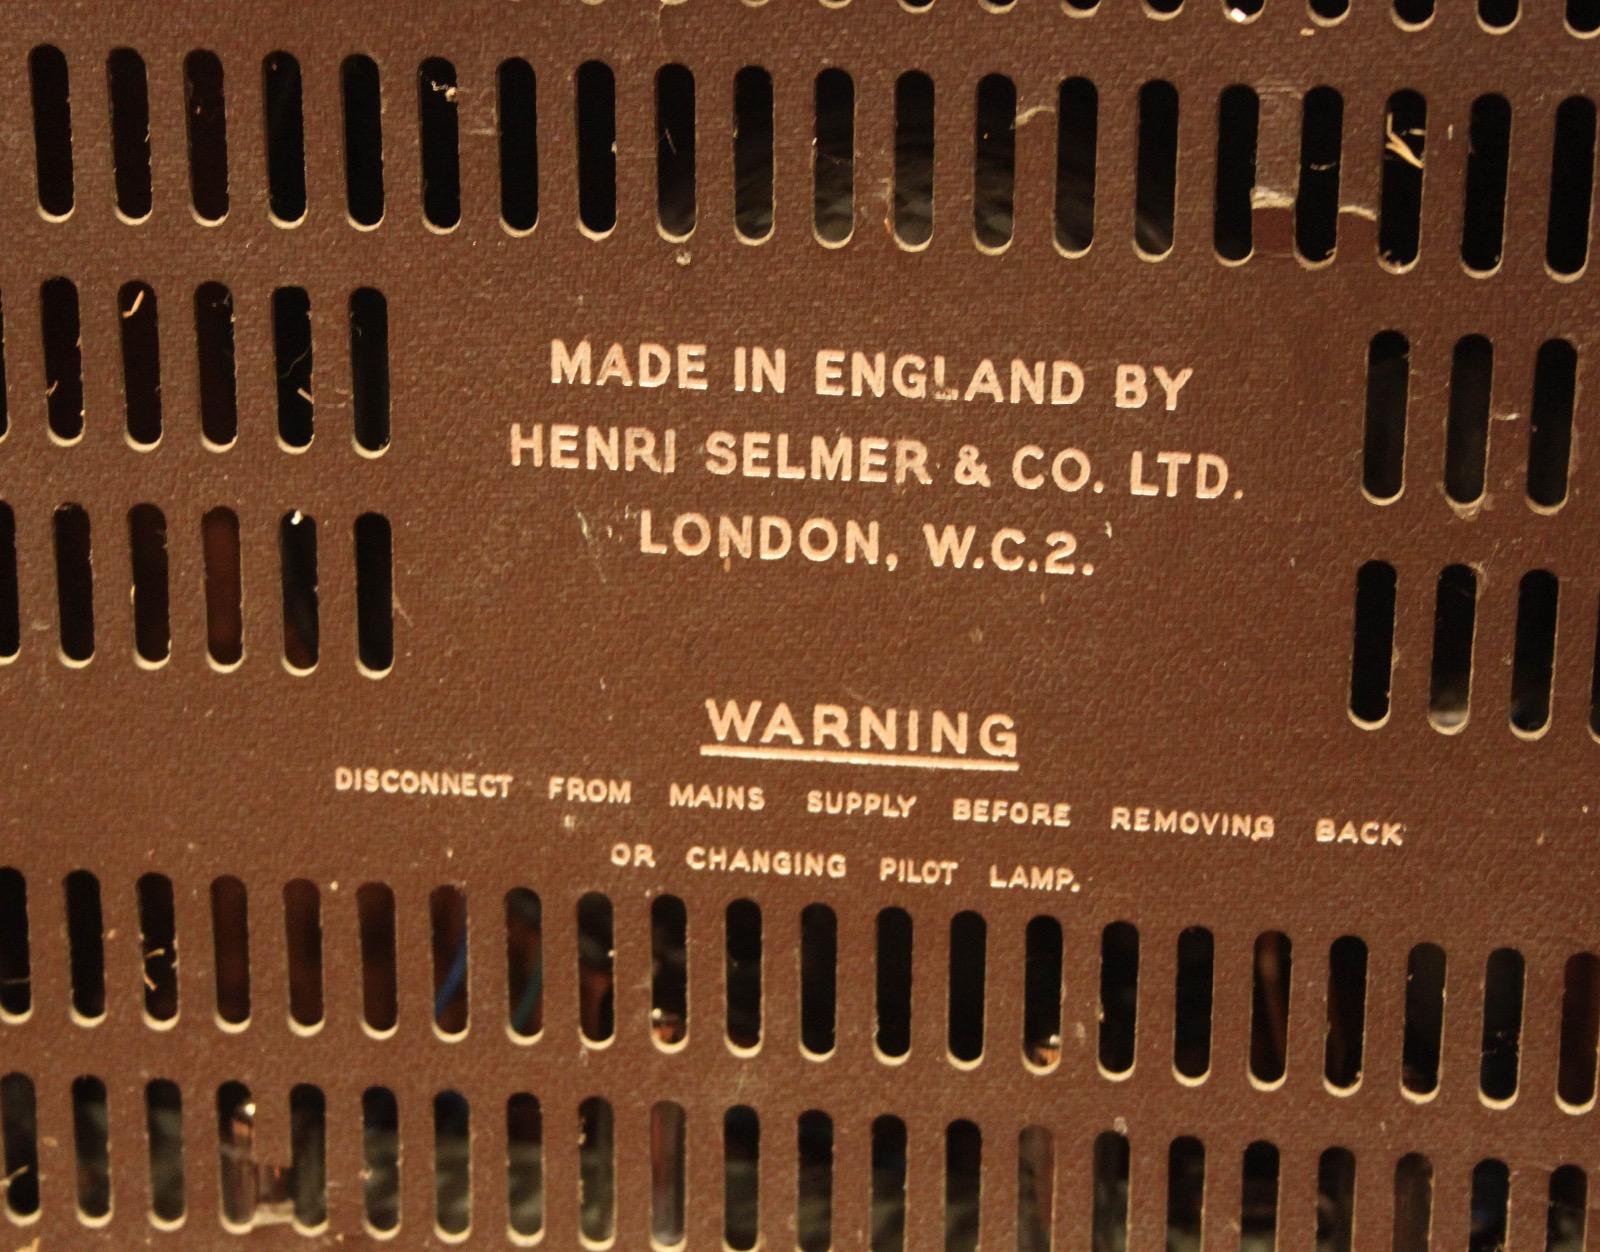 MADE IN ENGLAND BY
HENRI SELMER & CO. LTD.
LONDON, W.C.2.
WARNING
DISCONNECT FROM MAINS SUPPLY BEFORE REMOVING BACK
OR CHANGING PILOT LAMP.